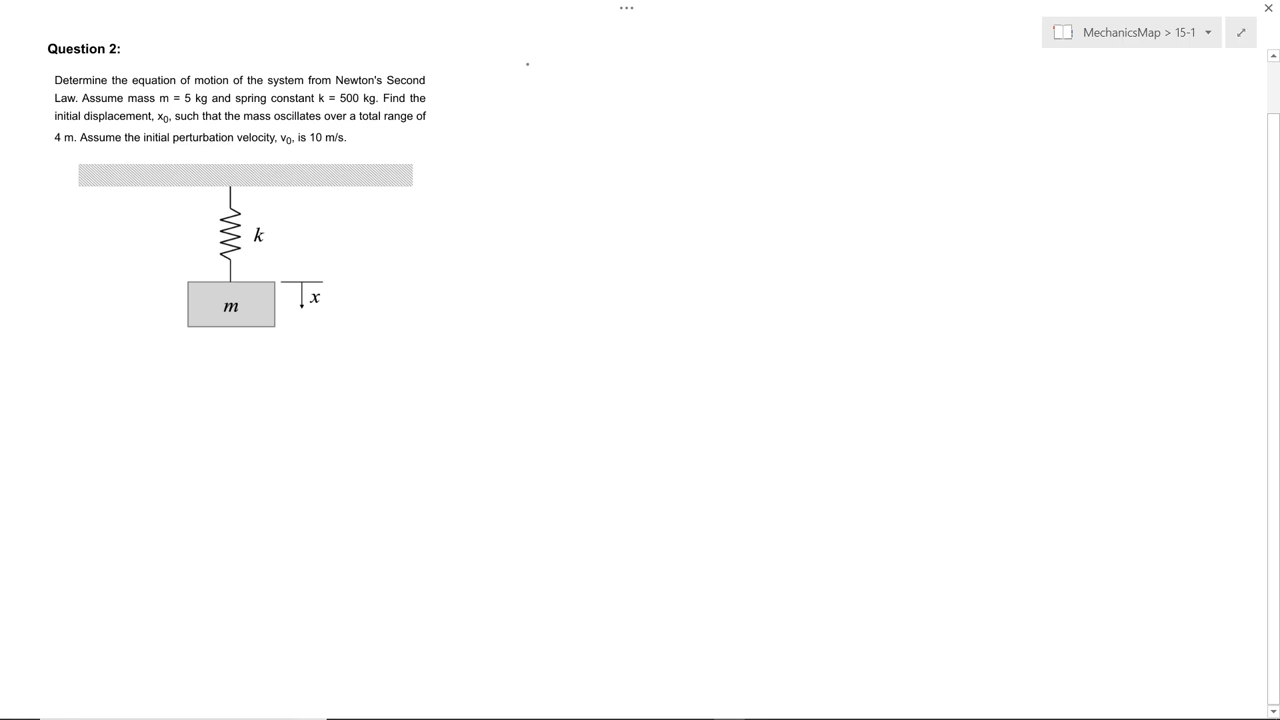 MechanicsMap > 15-1
Question 2:
Determine the equation of motion of the system from Newton's Second
Law. Assume mass m = 5 kg and spring constant k = 500 kg. Find the
initial displacement, x₀, such that the mass oscillates over a total range of
4 m. Assume the initial perturbation velocity, v₀, is 10 m/s.
k
m
x